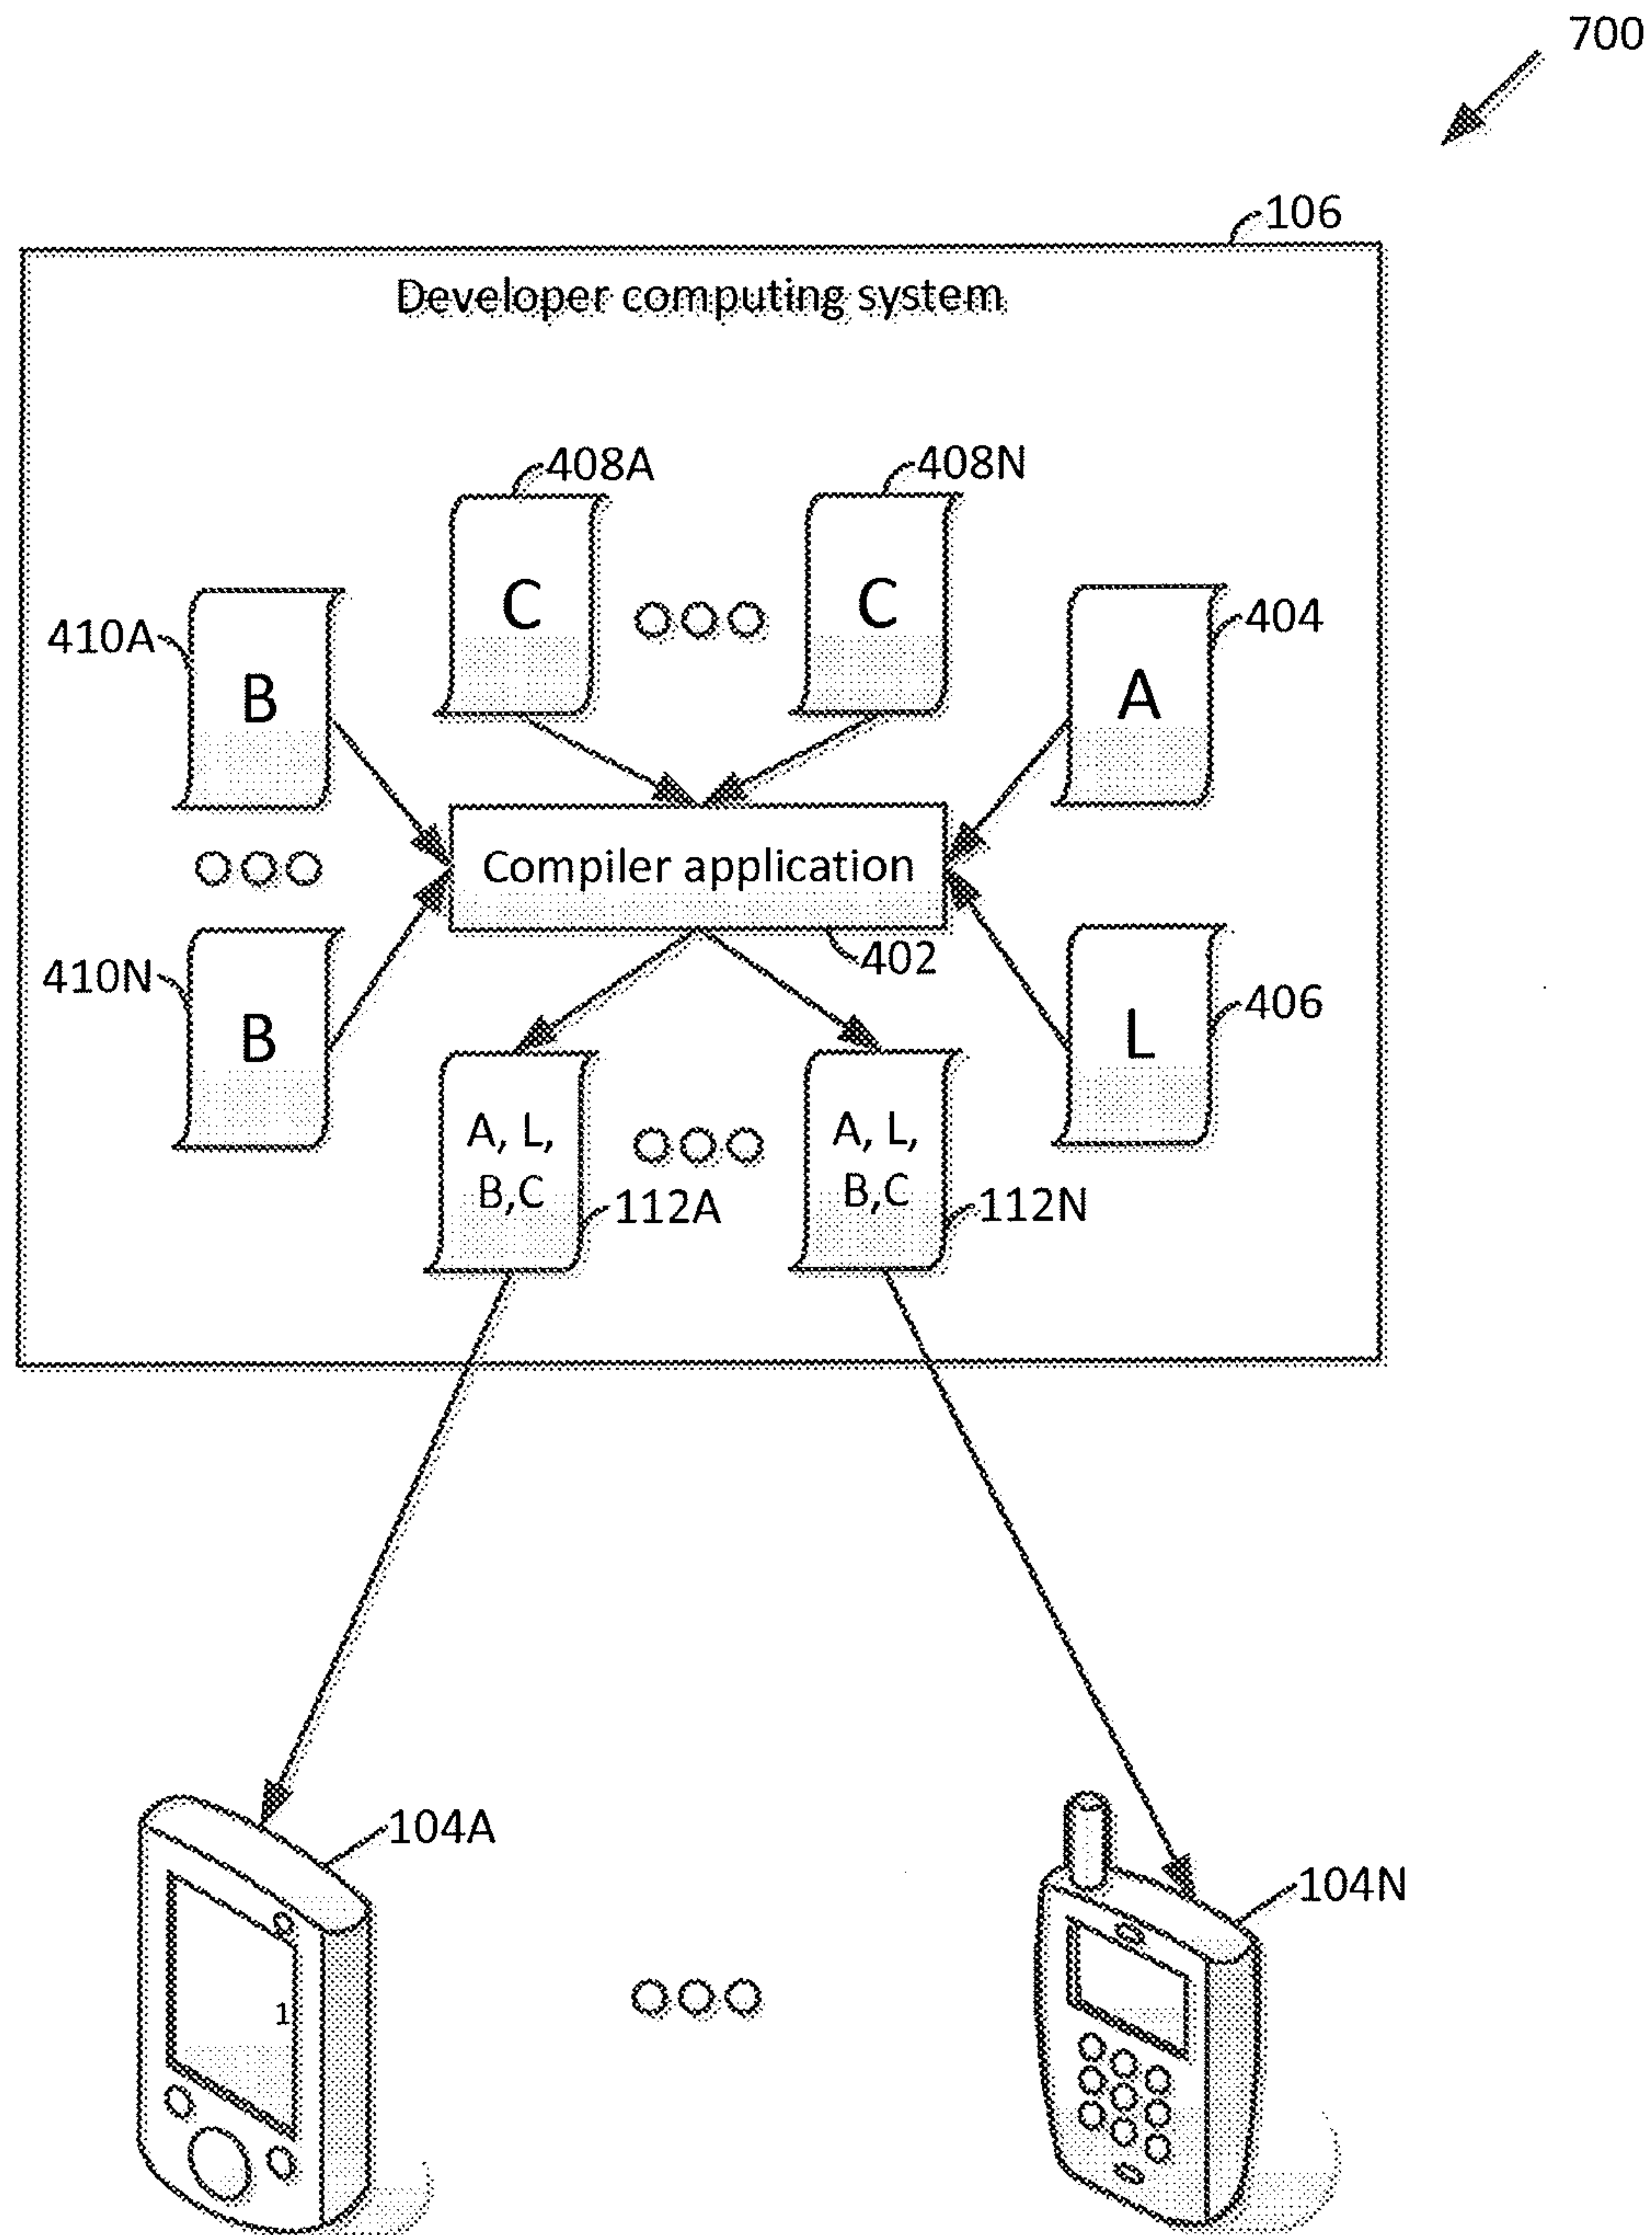 700
106
Developer computing system
408A
408N
C
C
410A
B
A
404
Compiler application
402
410N
B
L
406
A, L,
B,C
112A
A, L,
B,C
112N
104A
104N
1